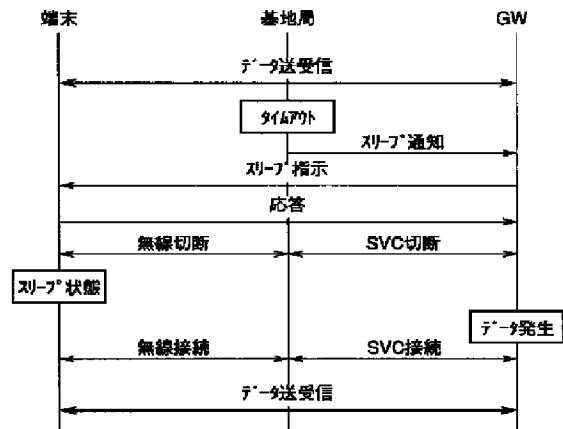 端末 基地局 GW
ﾃﾞｰﾀ送受信
ﾀｲﾑｱｳﾄ
ｽﾘｰﾌﾟ通知
ｽﾘｰﾌﾟ指示
応答
無線切断 SVC切断
ｽﾘｰﾌﾟ状態
ﾃﾞｰﾀ発生
無線接続 SVC接続
ﾃﾞｰﾀ送受信